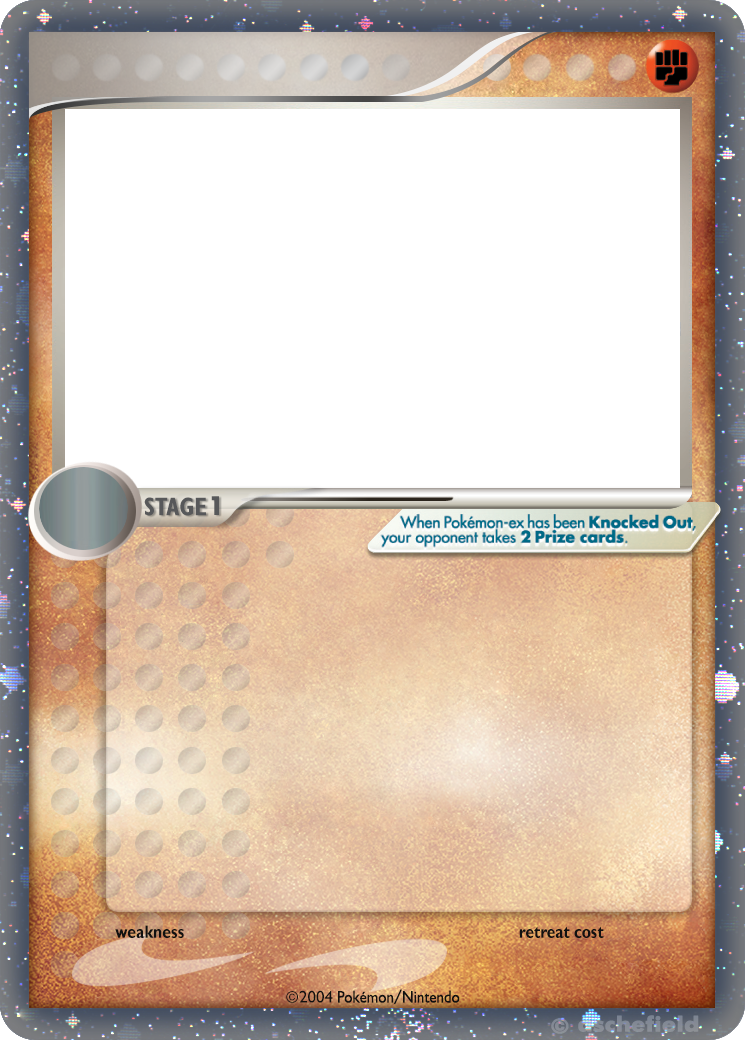 STAGE 1
When Pokémon-ex has been Knocked Out,
your opponent takes 2 Prize cards.
weakness retreat cost
©2004 Pokémon/Nintendo
© aschefield